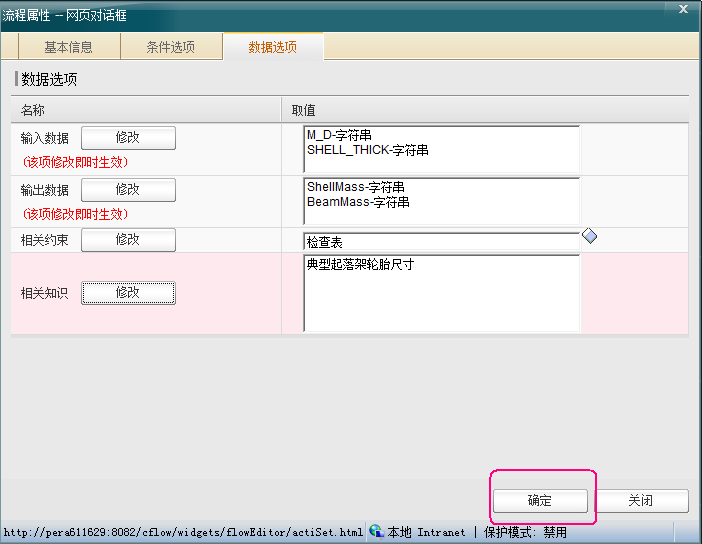 流程属性 -- 网页对话框
基本信息 条件选项 数据选项
数据选项
名称 取值
输入数据 修改
(该项修改即时生效)
M_D-字符串
SHELL_THICK-字符串
输出数据 修改
(该项修改即时生效)
ShellMass-字符串
BeamMass-字符串
相关约束 修改 检查表
相关知识 修改
典型起落架轮胎尺寸
确定 关闭
http://pera611629:8082/cflow/widgets/flowEditor/actiSet.html 本地 Intranet | 保护模式: 禁用